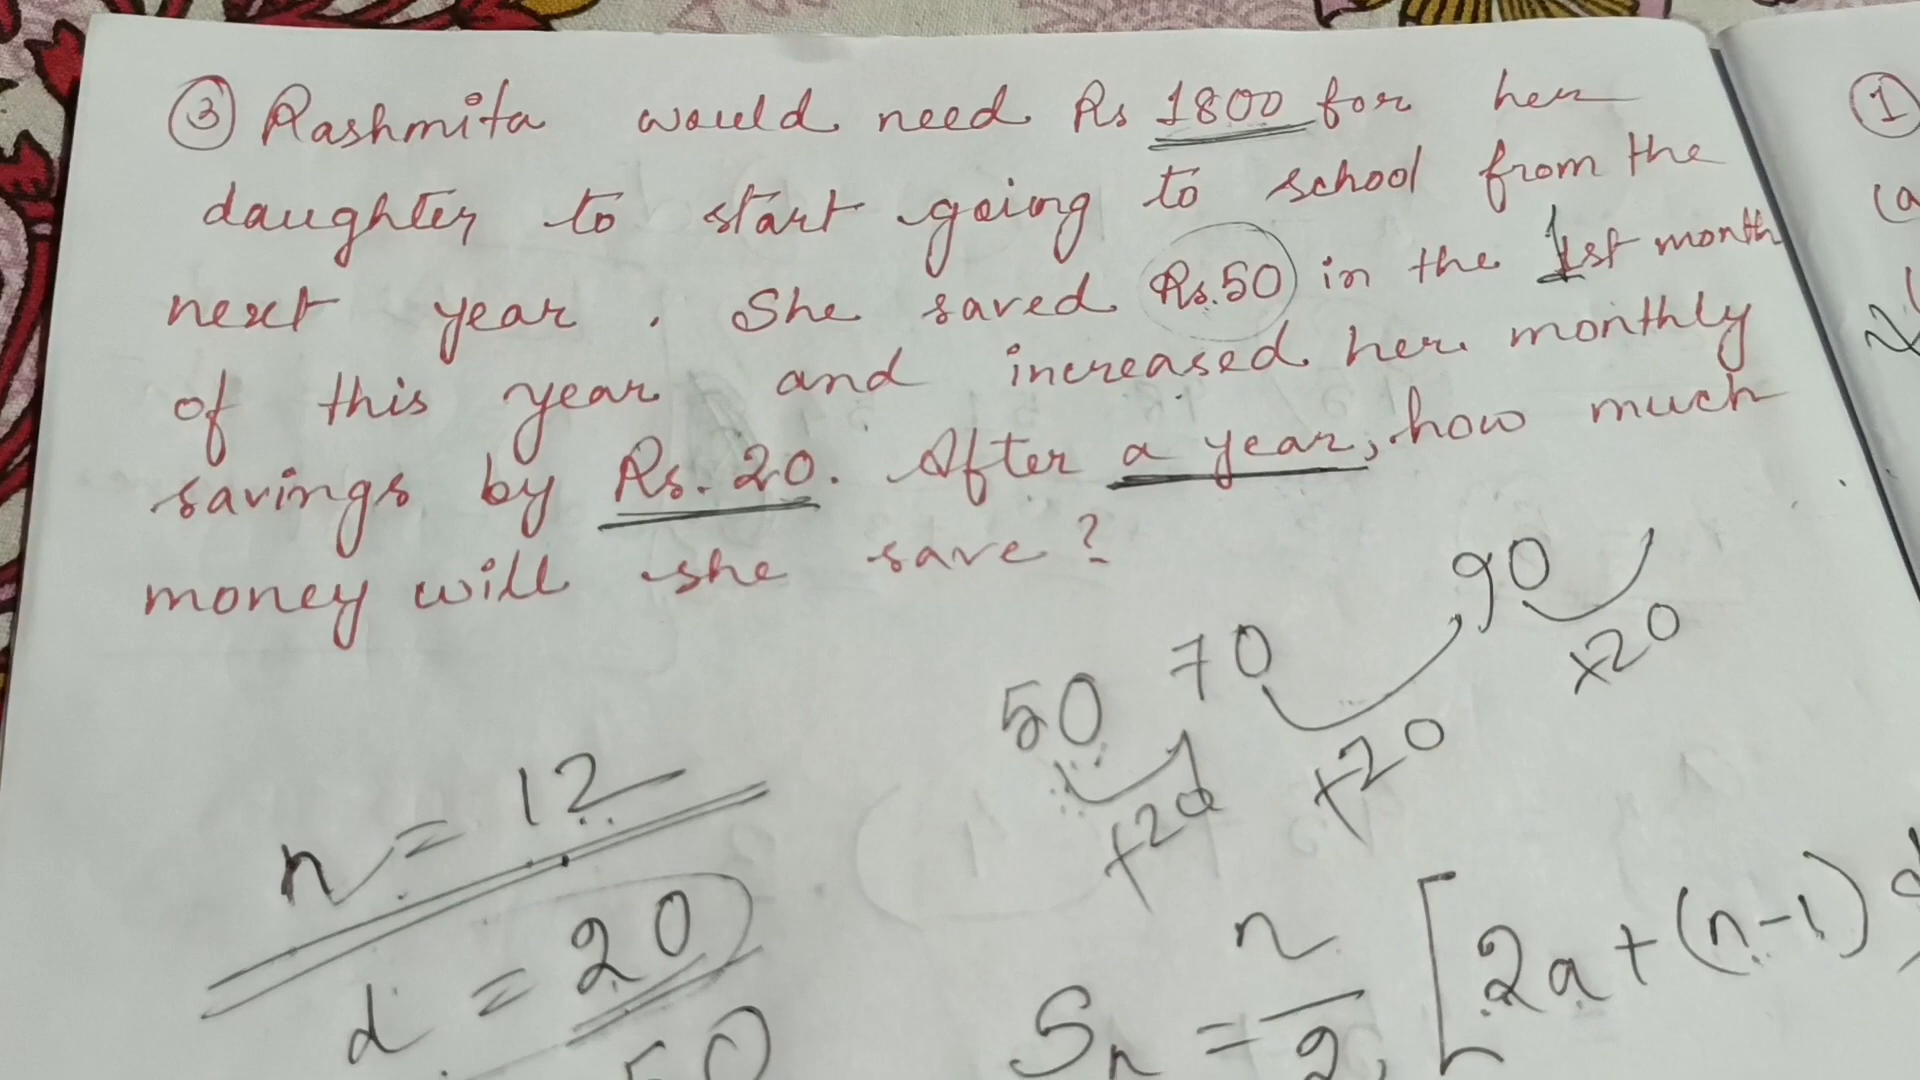 ③ Rashmita would need Rs 1800 for her
daughter to start going to school from the
next year. She saved Rs.50 in the 1st month
of this year and increased her monthly
savings by Rs. 20. After a year, how much
money will she save?
50 70 90
+20 +20 +20
n = 12
d = 20
50
Sn = n/2 [2a + (n-1) d
①
(a